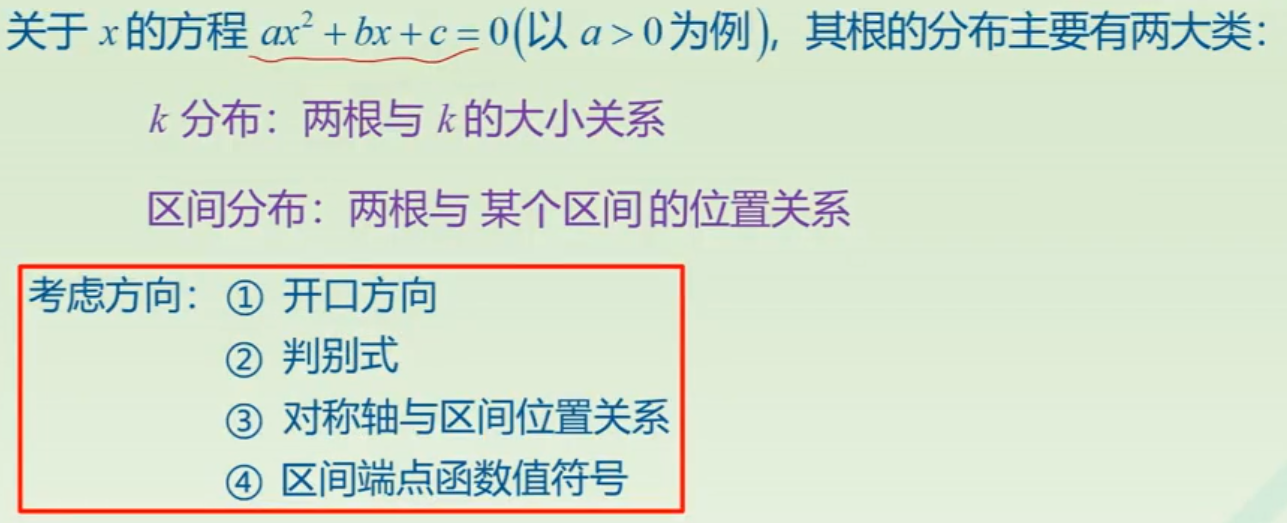 关于 x 的方程 ax² + bx + c = 0(以 a > 0 为例)，其根的分布主要有两大类：
k 分布：两根与 k 的大小关系
区间分布：两根与 某个区间 的位置关系
考虑方向：① 开口方向
② 判别式
③ 对称轴与区间位置关系
④ 区间端点函数值符号